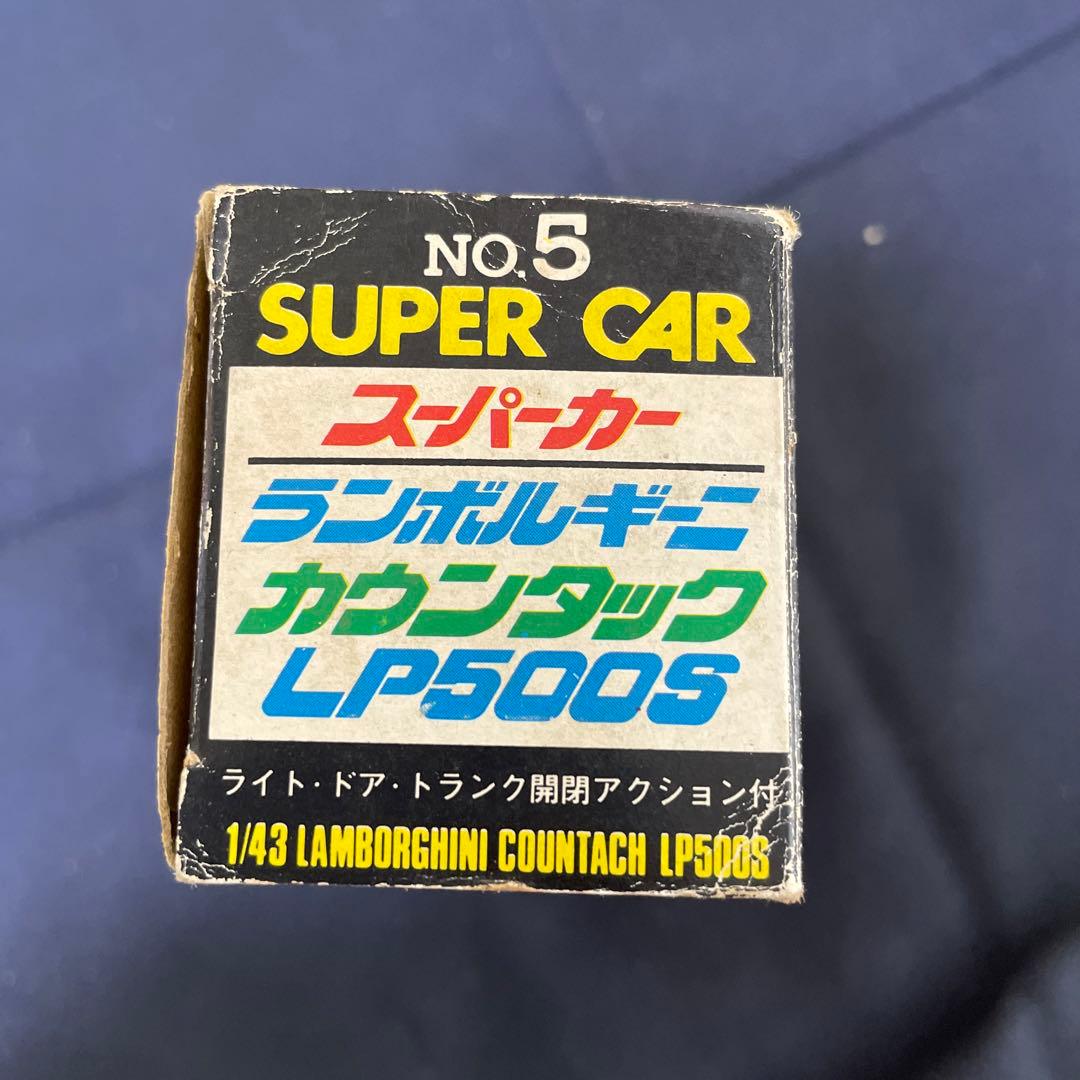 NO.5
SUPER CAR
スーパーカー
ランボルギーニ
カウンタック
LP500S
ライト・ドア・トランク開閉アクション付
1/43 LAMBORGHINI COUNTACH LP500S